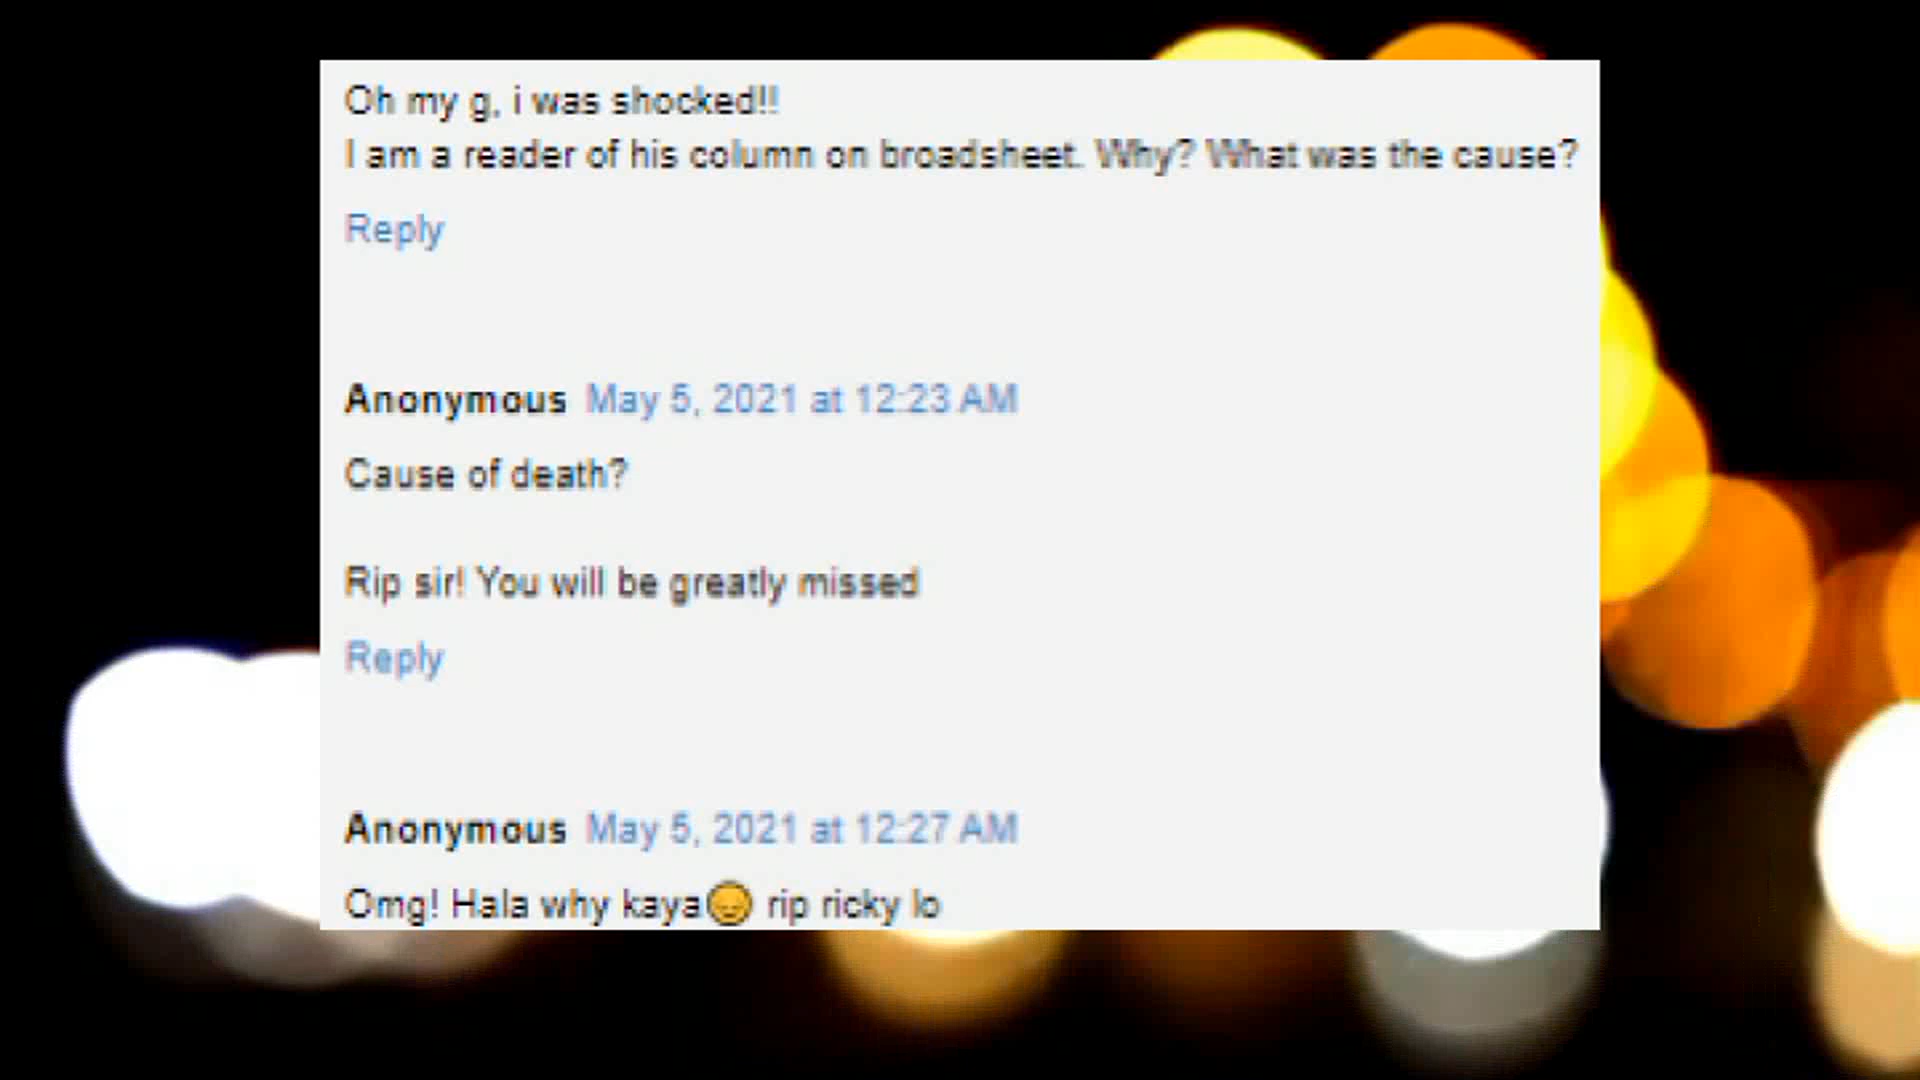 Oh my g, i was shocked!!
I am a reader of his column on broadsheet. Why? What was the cause?
Reply
Anonymous May 5, 2021 at 12:23 AM
Cause of death?
Rip sir! You will be greatly missed
Reply
Anonymous May 5, 2021 at 12:27 AM
Omg! Hala why kaya😔 rip ricky lo